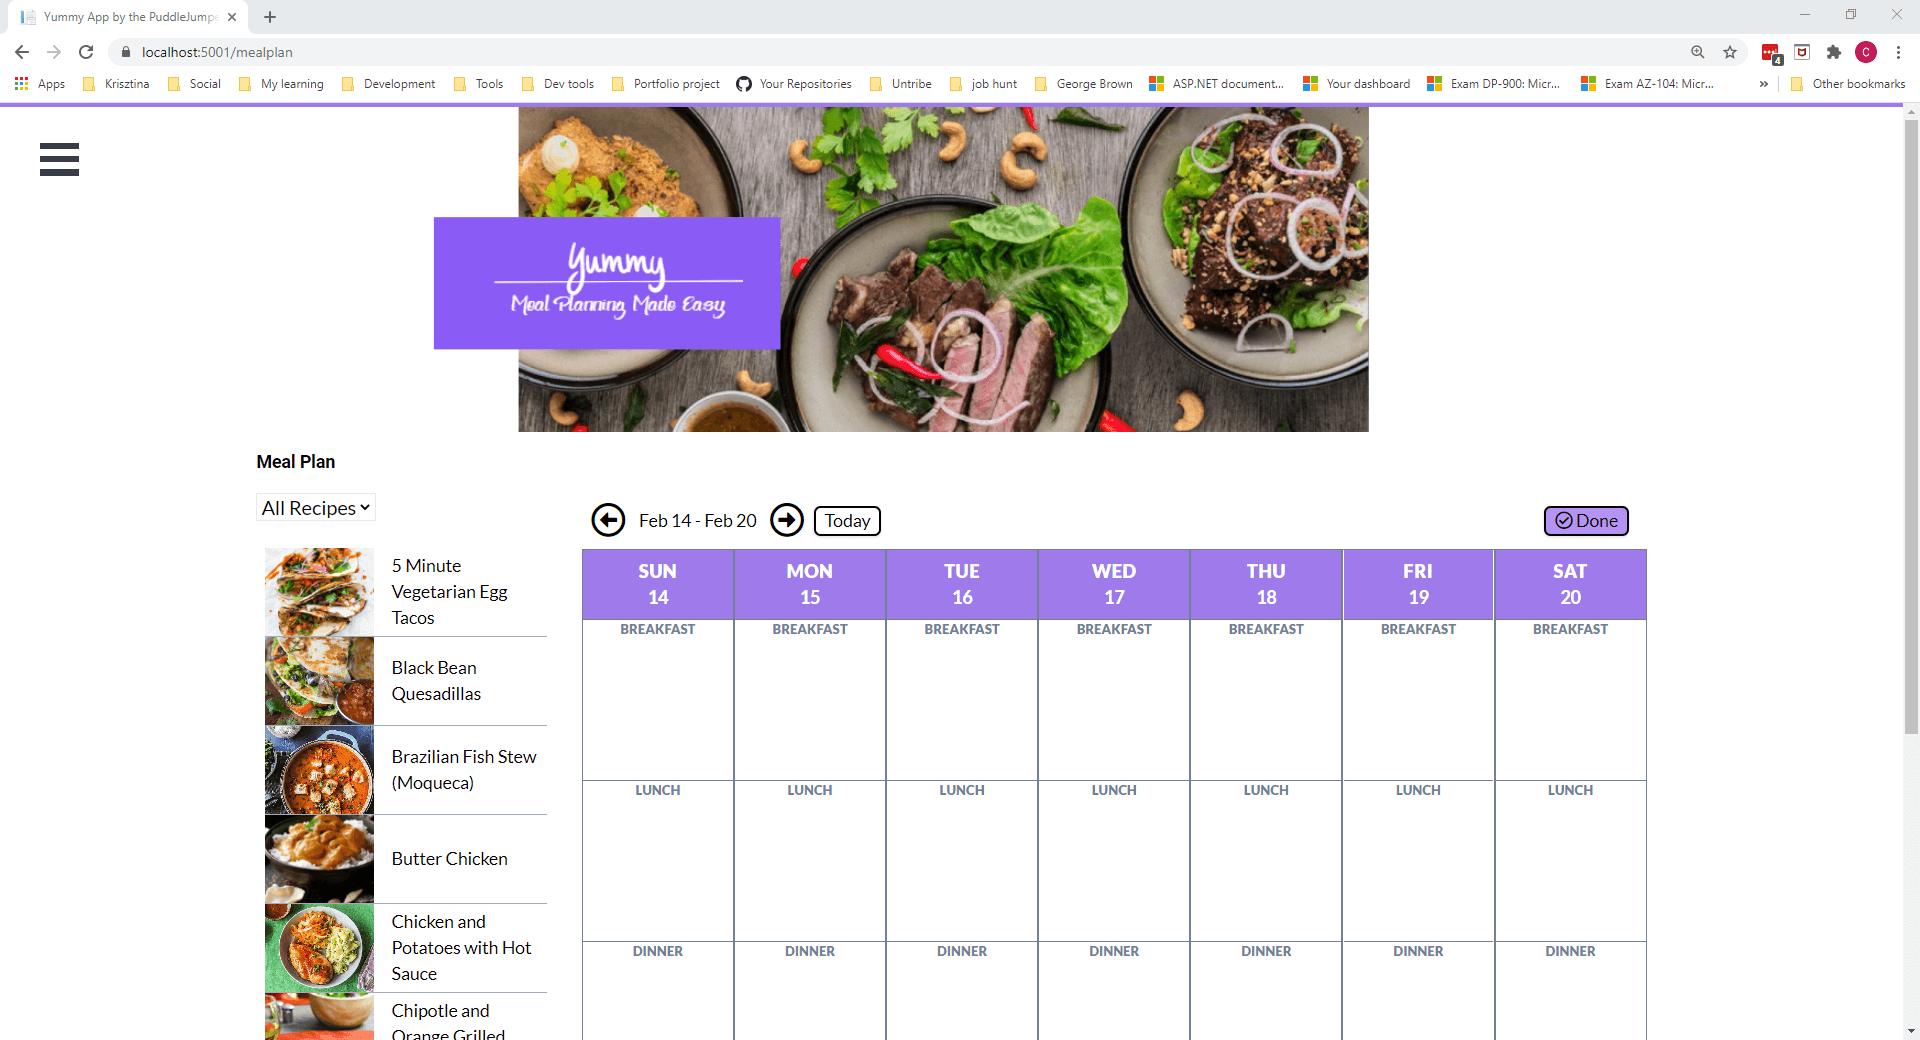 Yummy App by the PuddleJump
localhost:5001/mealplan
4
C
Apps
Krisztina
Social
My learning
Development
Tools
Dev tools
Portfolio project
Your Repositories
Untribe
job hunt
George Brown
ASP.NET document...
Your dashboard
Exam DP-900: Micr...
Exam AZ-104: Micr...
»
Other bookmarks
Yummy
Meal Planning Made Easy
Meal Plan
All Recipes
Feb 14 - Feb 20
Today
Done
5 Minute
Vegetarian Egg
Tacos
Black Bean
Quesadillas
Brazilian Fish Stew
(Moqueca)
Butter Chicken
Chicken and
Potatoes with Hot
Sauce
Chipotle and
Orange Grilled
SUN MON TUE WED THU FRI SAT
14 15 16 17 18 19 20
BREAKFAST BREAKFAST BREAKFAST BREAKFAST BREAKFAST BREAKFAST BREAKFAST
LUNCH LUNCH LUNCH LUNCH LUNCH LUNCH LUNCH
DINNER DINNER DINNER DINNER DINNER DINNER DINNER